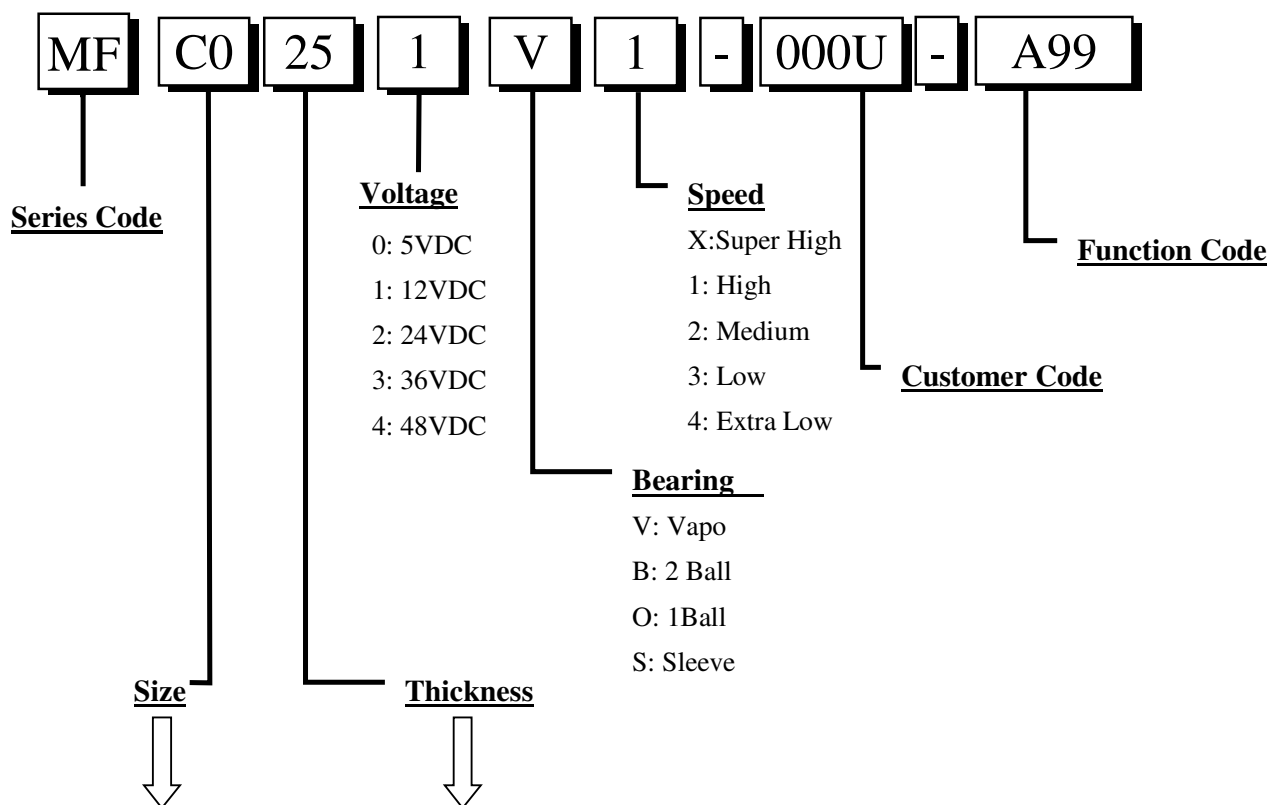 MF C0 25 1 V 1 - 000U - A99
Series Code
Voltage
0: 5VDC
1: 12VDC
2: 24VDC
3: 36VDC
4: 48VDC
Speed
X:Super High
1: High
2: Medium
3: Low
4: Extra Low
Function Code
Customer Code
Bearing
V: Vapo
B: 2 Ball
O: 1Ball
S: Sleeve
Size
Thickness